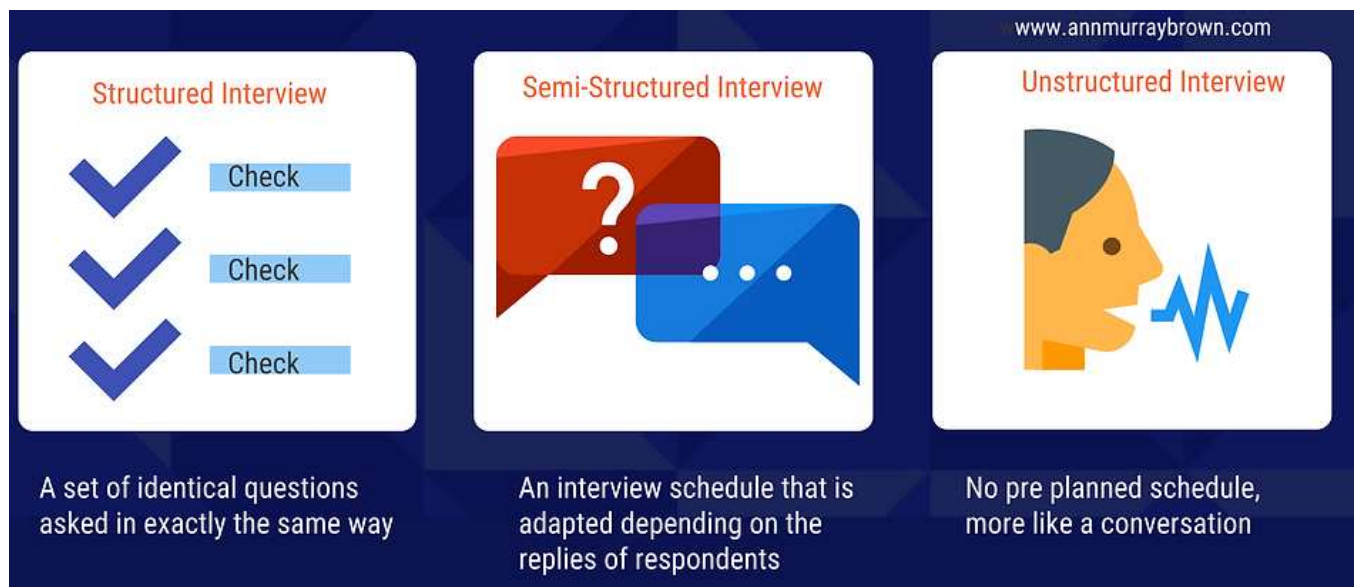 www.annmurraybrown.com
Structured Interview
Check
Check
Check
A set of identical questions
asked in exactly the same way
Semi-Structured Interview
?
...
An interview schedule that is
adapted depending on the
replies of respondents
Unstructured Interview
No pre planned schedule,
more like a conversation